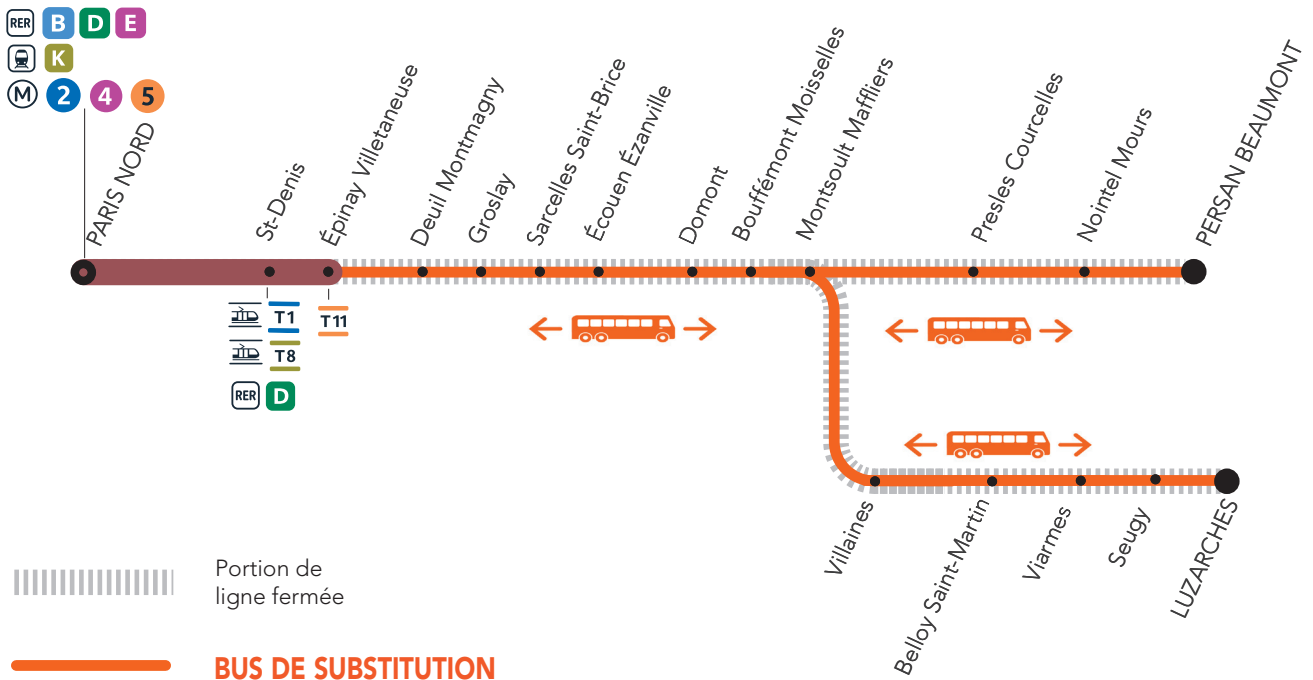 RER B D E
K
M 2 4 5
PARIS NORD
St-Denis
Épinay Villetaneuse
Deuil Montmagny
Groslay
Sarcelles Saint-Brice
Écouen Ézanville
Domont
Bouffémont Moisselles
Montsoult Maffliers
Presles Courcelles
Nointel Mours
PERSAN BEAUMONT
T1
T11
T8
RER D
Villaines
Belloy Saint-Martin
Viarmes
Seugy
LUZARCHES
Portion de
ligne fermée
BUS DE SUBSTITUTION